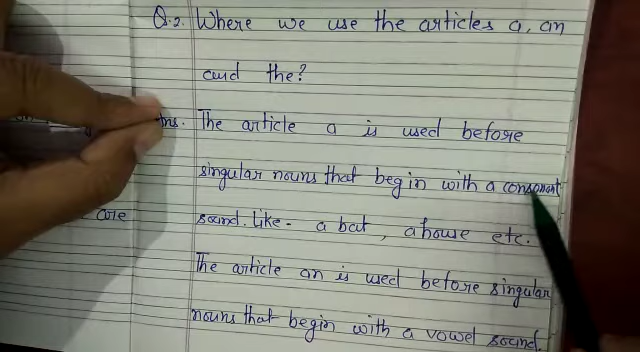 Q.2. Where we use the articles a, an
and the?
Ans. The article a is used before
singular nouns that begin with a consonant
are sound. Like- a bat, a house etc.
The article an is used before singular
nouns that begin with a vowel sound